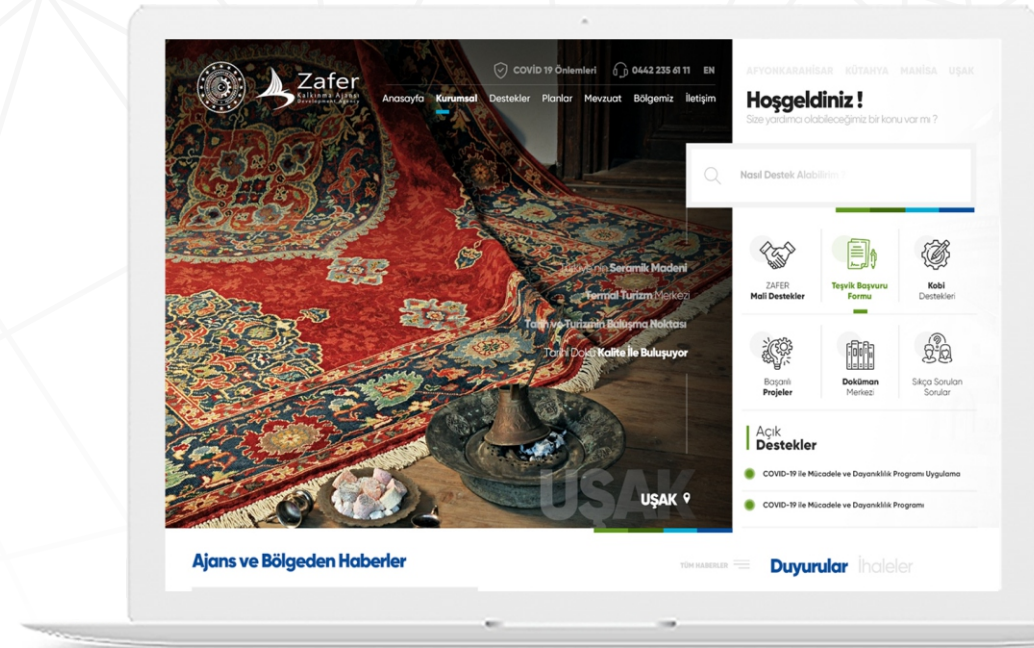 Zafer
Kalkınma Ajansı
Development Agency
COVİD 19 Önlemleri
0442 235 61 11
EN
Anasayfa Kurumsal Destekler Planlar Mevzuat Bölgemiz İletişim
AFYONKARAHİSAR KÜTAHYA MANİSA UŞAK
Hoşgeldiniz !
Size yardımcı olabileceğimiz bir konu var mı ?
Nasıl Destek Alabilirim
Türkiye'nin Seramik Madeni
Termal Turizm Merkezi
Tarih ve Turizmin Buluşma Noktası
Tarihi Doku Kalite İle Buluşuyor
UŞAK
UŞAK
ZAFER
Mali Destekler
Teşvik Başvuru
Formu
Kobi
Destekleri
Başarılı
Projeler
Doküman
Merkezi
Sıkça Sorulan
Sorular
Açık
Destekler
COVID-19 ile Mücadele ve Dayanıklılık Programı Uygulama
COVID-19 ile Mücadele ve Dayanıklılık Programı
Ajans ve Bölgeden Haberler
TÜM HABERLER
Duyurular İhaleler